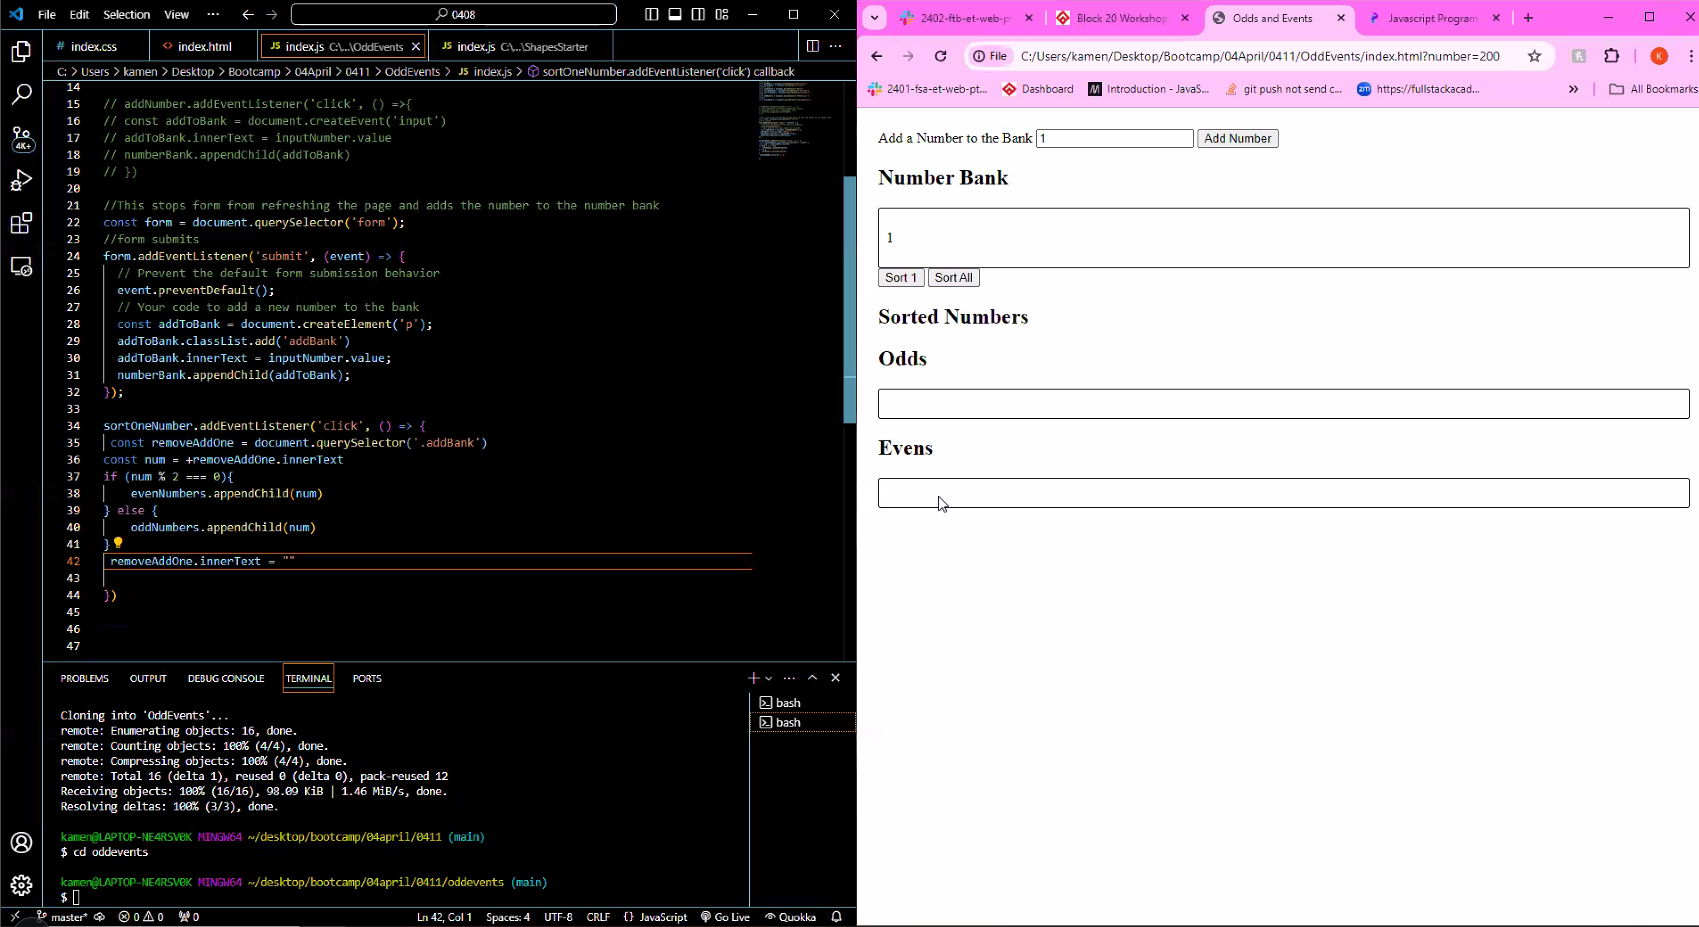 File Edit Selection View ··· 0408
index.css index.html index.js C:\...\OddEvents index.js C:\...\ShapesStarter
C: > Users > kamen > Desktop > Bootcamp > 04April > 0411 > OddEvents > index.js > sortOneNumber.addEventListener('click') callback
14
15 // addNumber.addEventListener('click', () =>{
16 // const addToBank = document.createEvent('input')
17 // addToBank.innerText = inputNumber.value
18 // numberBank.appendChild(addToBank)
19 // })
20
21 //This stops form from refreshing the page and adds the number to the number bank
22 const form = document.querySelector('form');
23 //form submits
24 form.addEventListener('submit', (event) => {
25 // Prevent the default form submission behavior
26 event.preventDefault();
27 // Your code to add a new number to the bank
28 const addToBank = document.createElement('p');
29 addToBank.classList.add('addBank')
30 addToBank.innerText = inputNumber.value;
31 numberBank.appendChild(addToBank);
32 });
33
34 sortOneNumber.addEventListener('click', () => {
35 const removeAddOne = document.querySelector('.addBank')
36 const num = +removeAddOne.innerText
37 if (num % 2 === 0){
38 evenNumbers.appendChild(num)
39 } else {
40 oddNumbers.appendChild(num)
41 }
42 removeAddOne.innerText = ""
43
44 })
45
46
47
4K+
PROBLEMS OUTPUT DEBUG CONSOLE TERMINAL PORTS
bash
bash
Cloning into 'OddEvents'...
remote: Enumerating objects: 16, done.
remote: Counting objects: 100% (4/4), done.
remote: Compressing objects: 100% (4/4), done.
remote: Total 16 (delta 1), reused 0 (delta 0), pack-reused 12
Receiving objects: 100% (16/16), 98.09 KiB | 1.46 MiB/s, done.
Resolving deltas: 100% (3/3), done.
kamen@LAPTOP-NE4RSV0K MINGW64 ~/desktop/bootcamp/04april/0411 (main)
$ cd oddevents
kamen@LAPTOP-NE4RSV0K MINGW64 ~/desktop/bootcamp/04april/0411/oddevents (main)
$
master* 0 0 0 Ln 42, Col 1 Spaces: 4 UTF-8 CRLF {} JavaScript Go Live Quokka
2402-ftb-et-web-p Block 20 Workshop Odds and Events Javascript Program
File C:/Users/kamen/Desktop/Bootcamp/04April/0411/OddEvents/index.html?number=200 K
2401-fsa-et-web-pt... Dashboard Introduction - JavaS... git push not send c... https://fullstackacad... » All Bookmarks
Add a Number to the Bank 1 Add Number
Number Bank
1
Sort 1 Sort All
Sorted Numbers
Odds
Evens